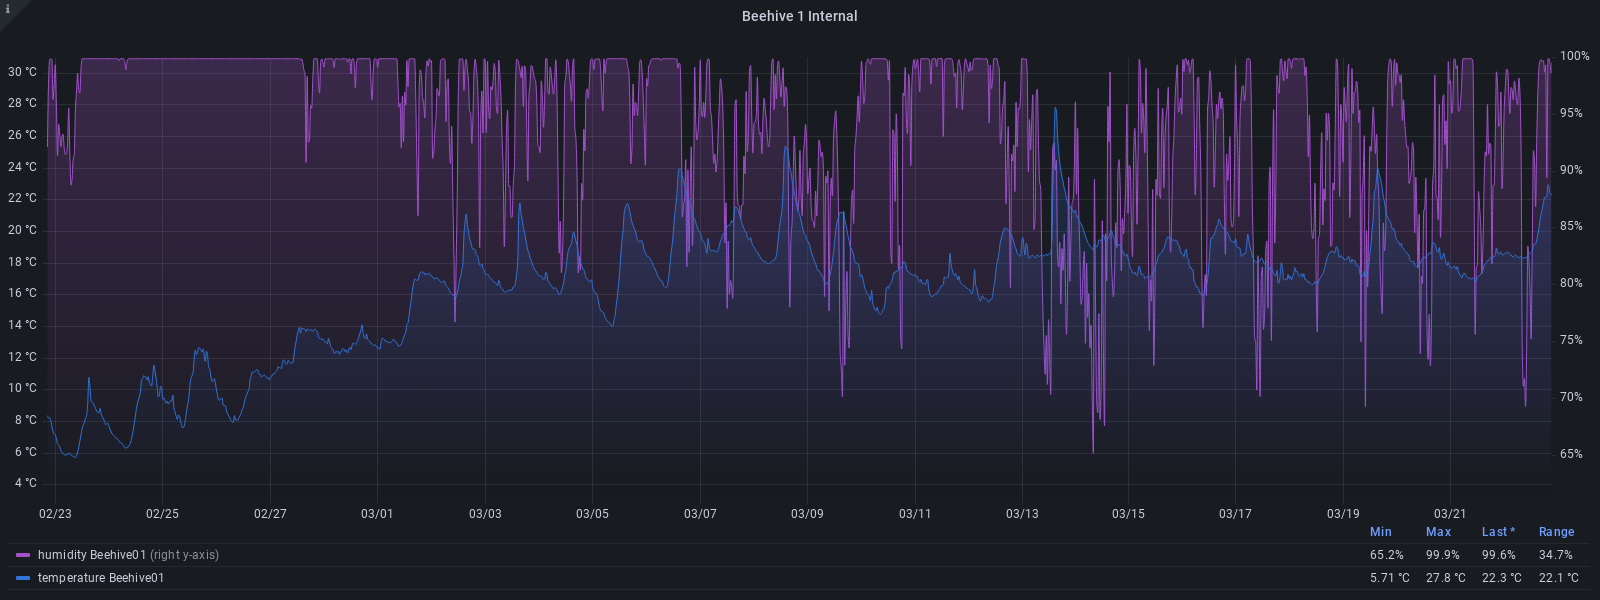 i
Beehive 1 Internal
30 °C
28 °C
26 °C
24 °C
22 °C
20 °C
18 °C
16 °C
14 °C
12 °C
10 °C
8 °C
6 °C
4 °C
100%
95%
90%
85%
80%
75%
70%
65%
02/23 02/25 02/27 03/01 03/03 03/05 03/07 03/09 03/11 03/13 03/15 03/17 03/19 03/21
Min Max Last * Range
humidity Beehive01 (right y-axis) 65.2% 99.9% 99.6% 34.7%
temperature Beehive01 5.71 °C 27.8 °C 22.3 °C 22.1 °C